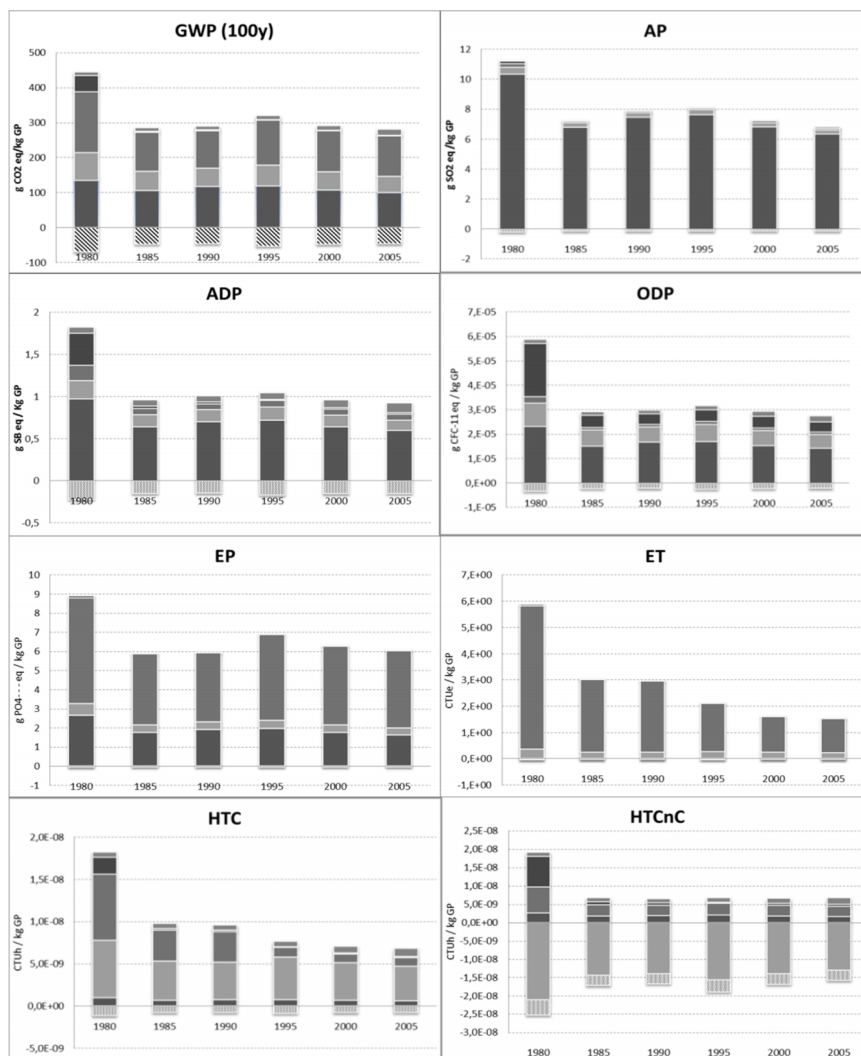 GWP (100y)
g CO2 eq/kg GP
500
400
300
200
100
0
-100
1980 1985 1990 1995 2000 2005
AP
g SO2 eq/kg GP
12
10
8
6
4
2
0
-2
1980 1985 1990 1995 2000 2005
ADP
g SB eq / Kg GP
2
1,5
1
0,5
0
-0,5
1980 1985 1990 1995 2000 2005
ODP
g CFC-11 eq / kg GP
7,E-05
6,E-05
5,E-05
4,E-05
3,E-05
2,E-05
1,E-05
0,E+00
-1,E-05
1980 1985 1990 1995 2000 2005
EP
g PO4--- eq / kg GP
10
9
8
7
6
5
4
3
2
1
0
-1
1980 1985 1990 1995 2000 2005
ET
CTUe / kg GP
7,E+00
6,E+00
5,E+00
4,E+00
3,E+00
2,E+00
1,E+00
0,E+00
-1,E+00
1980 1985 1990 1995 2000 2005
HTC
CTUh / kg GP
2,0E-08
1,5E-08
1,0E-08
5,0E-09
0,0E+00
-5,0E-09
1980 1985 1990 1995 2000 2005
HTCnC
CTUh / kg GP
2,5E-08
2,0E-08
1,5E-08
1,0E-08
5,0E-09
0,0E+00
-5,0E-09
-1,0E-08
-1,5E-08
-2,0E-08
-2,5E-08
-3,0E-08
1980 1985 1990 1995 2000 2005